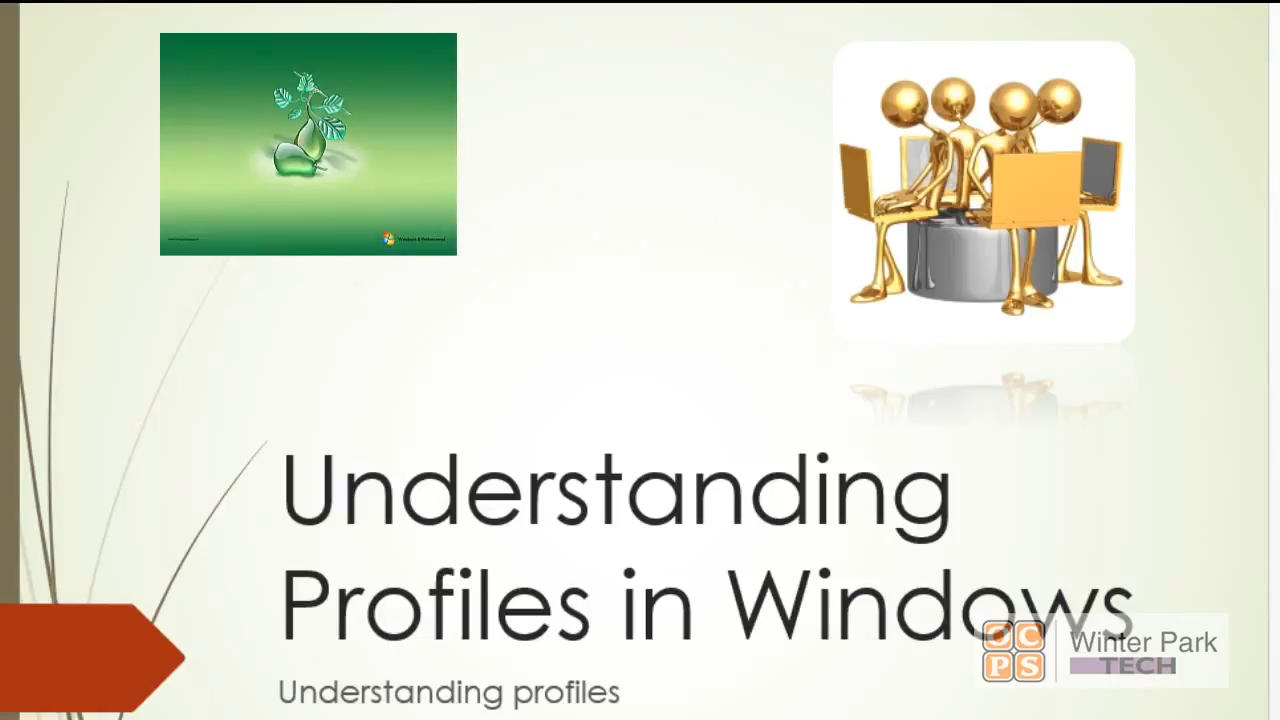 Understanding
Profiles in Windows
Understanding profiles
OC
PS
Winter Park
TECH